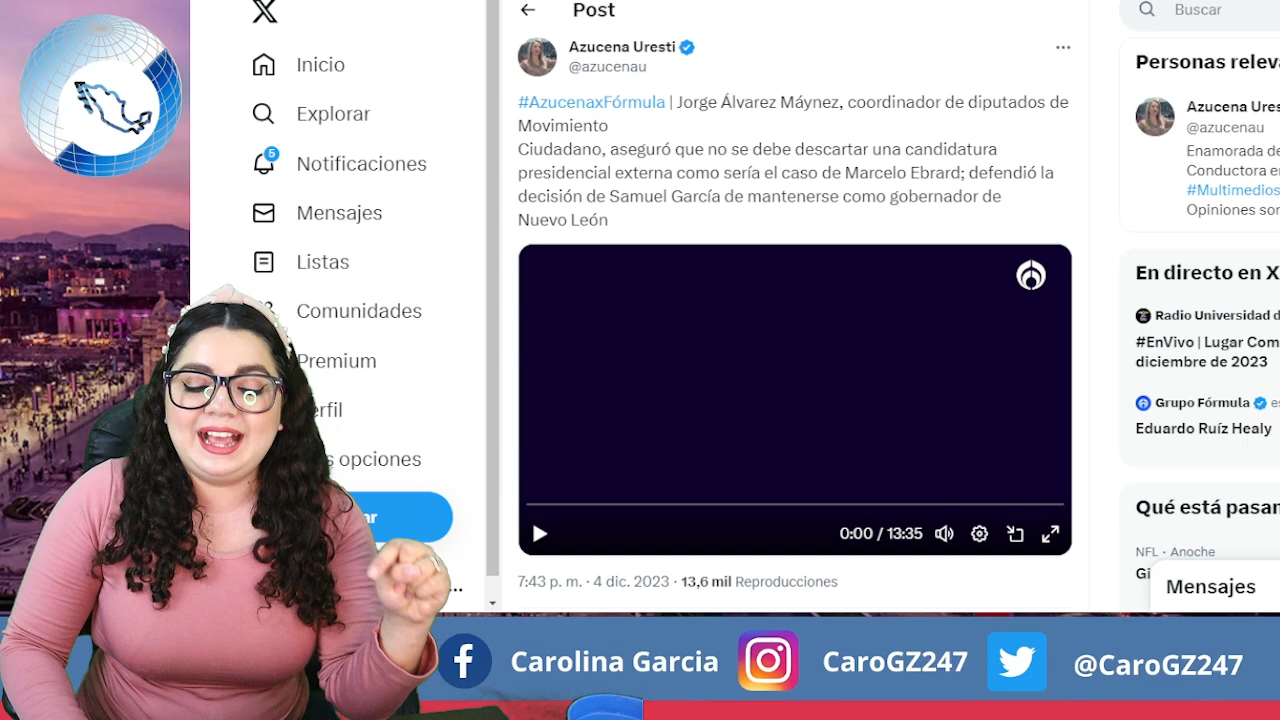 Inicio
Explorar
5
Notificaciones
Mensajes
Listas
Comunidades
Premium
erfil
s opciones
ar
...
Post
Azucena Uresti
@azucenau
#AzucenaxFórmula | Jorge Álvarez Máynez, coordinador de diputados de
Movimiento
Ciudadano, aseguró que no se debe descartar una candidatura
presidencial externa como sería el caso de Marcelo Ebrard; defendió la
decisión de Samuel García de mantenerse como gobernador de
Nuevo León
0:00 / 13:35
7:43 p. m. · 4 dic. 2023 · 13,6 mil Reproducciones
Buscar
Personas releva
Azucena Ures
@azucenau
Enamorada de
Conductora e
#Multimedios
Opiniones son
En directo en X
Radio Universidad d
#EnVivo | Lugar Com
diciembre de 2023
Grupo Fórmula es
Eduardo Ruíz Healy
Qué está pasan
NFL · Anoche
Gi
Mensajes
Carolina Garcia
CaroGZ247
@CaroGZ247